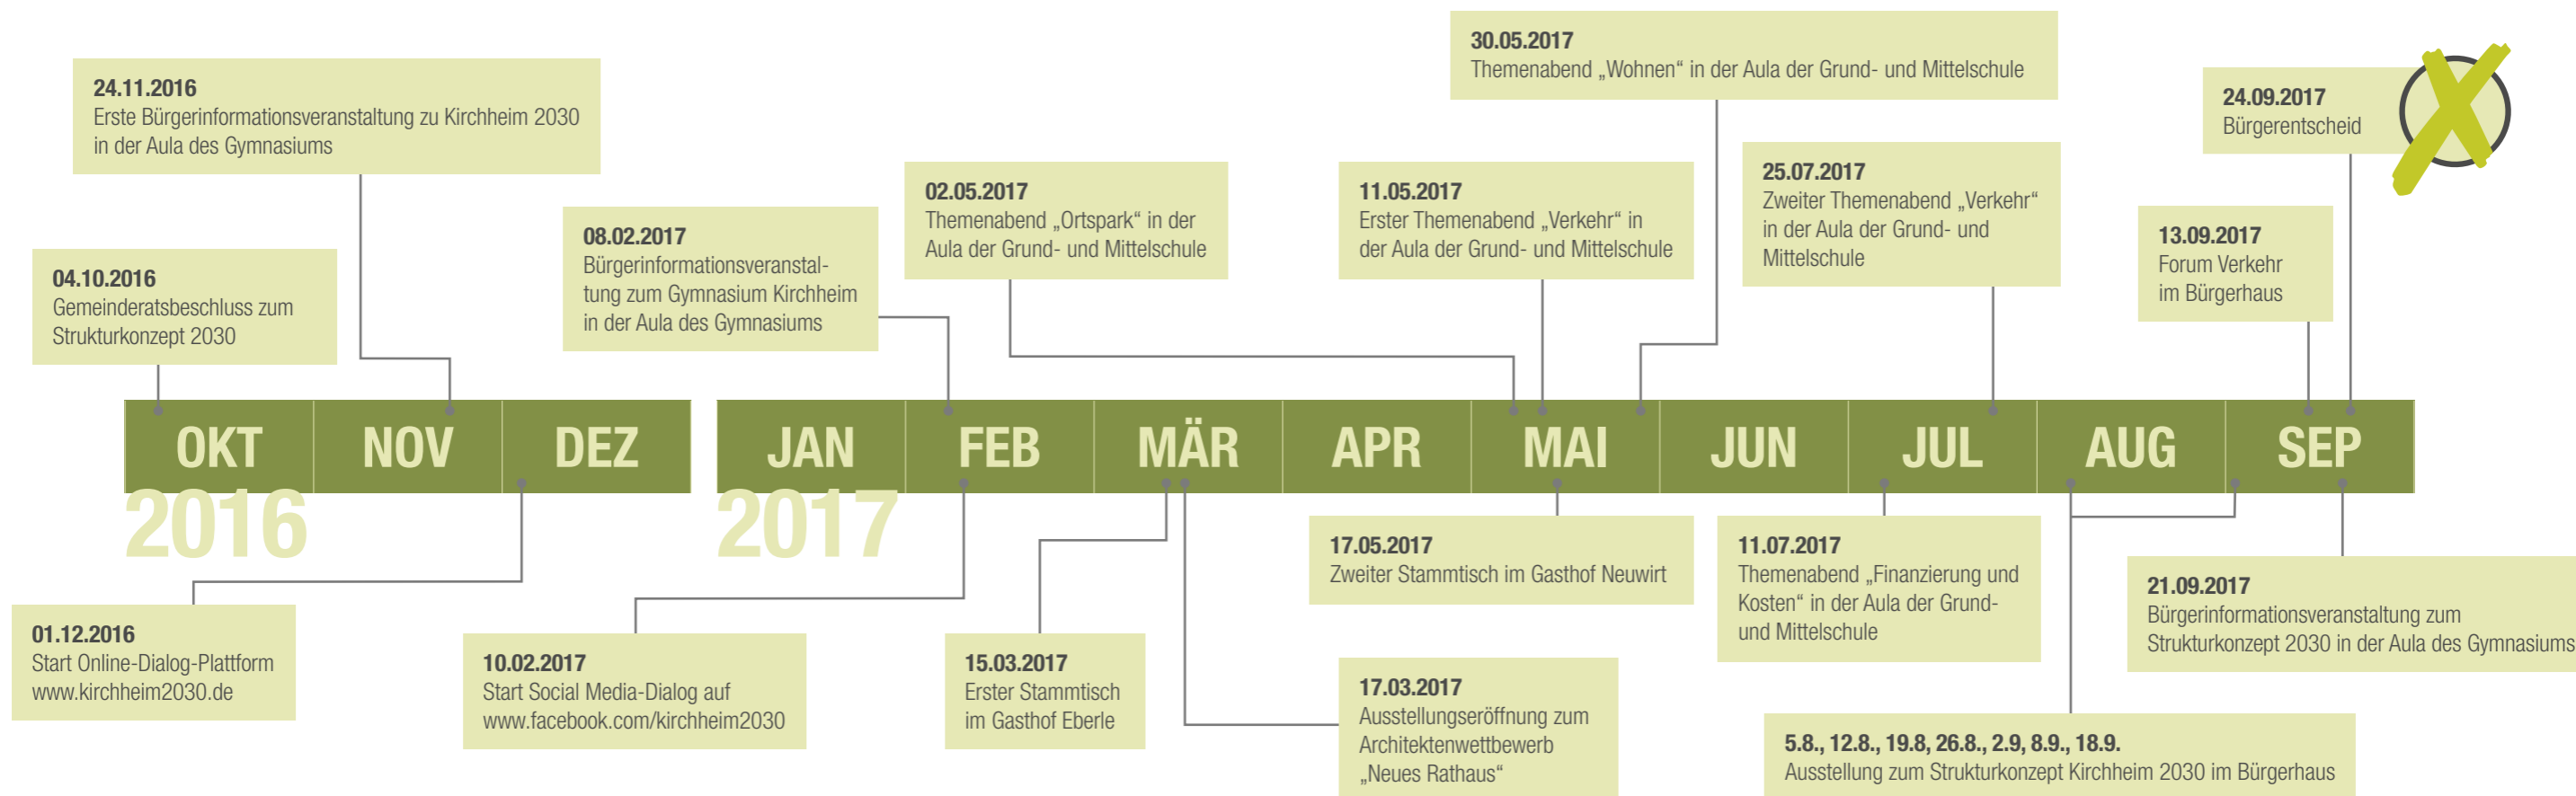 30.05.2017
Themenabend „Wohnen“ in der Aula der Grund- und Mittelschule
24.11.2016
Erste Bürgerinformationsveranstaltung zu Kirchheim 2030
in der Aula des Gymnasiums
24.09.2017
Bürgerentscheid
02.05.2017
Themenabend „Ortspark“ in der
Aula der Grund- und Mittelschule
11.05.2017
Erster Themenabend „Verkehr“ in
der Aula der Grund- und Mittelschule
25.07.2017
Zweiter Themenabend „Verkehr“
in der Aula der Grund- und
Mittelschule
08.02.2017
Bürgerinformationsveranstal-
tung zum Gymnasium Kirchheim
in der Aula des Gymnasiums
13.09.2017
Forum Verkehr
im Bürgerhaus
04.10.2016
Gemeinderatsbeschluss zum
Strukturkonzept 2030
OKT NOV DEZ JAN FEB MÄR APR MAI JUN JUL AUG SEP
2016 2017
01.12.2016
Start Online-Dialog-Plattform
www.kirchheim2030.de
10.02.2017
Start Social Media-Dialog auf
www.facebook.com/kirchheim2030
15.03.2017
Erster Stammtisch
im Gasthof Eberle
17.03.2017
Ausstellungseröffnung zum
Architektenwettbewerb
„Neues Rathaus“
17.05.2017
Zweiter Stammtisch im Gasthof Neuwirt
11.07.2017
Themenabend „Finanzierung und
Kosten“ in der Aula der Grund-
und Mittelschule
21.09.2017
Bürgerinformationsveranstaltung zum
Strukturkonzept 2030 in der Aula des Gymnasiums
5.8., 12.8., 19.8, 26.8., 2.9, 8.9., 18.9.
Ausstellung zum Strukturkonzept Kirchheim 2030 im Bürgerhaus